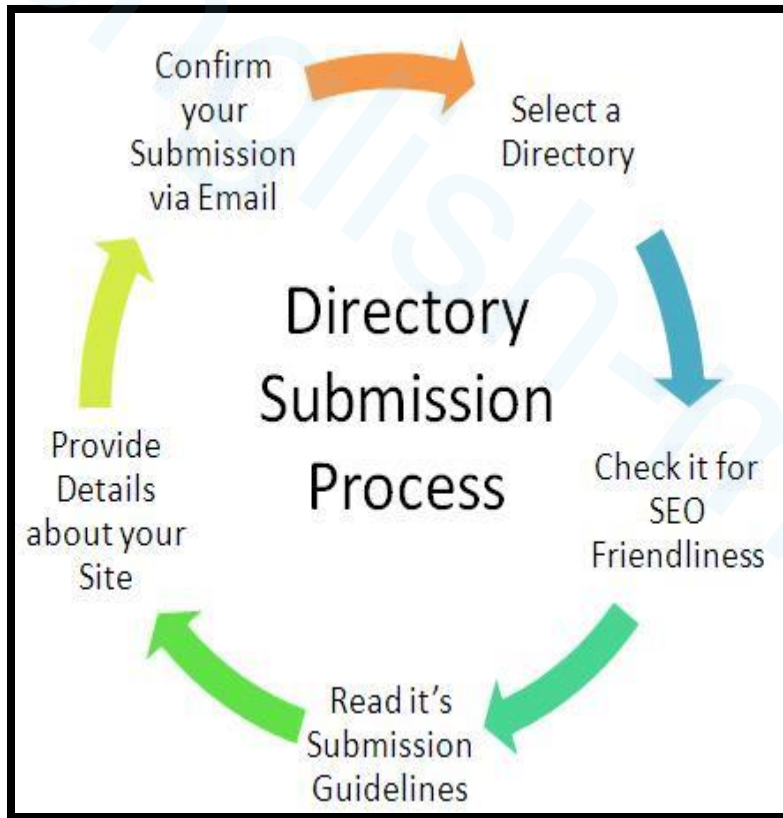 Confirm
your
Submission
via Email
Select a
Directory
Directory
Submission
Process
Check it for
SEO
Friendliness
Provide
Details
about your
Site
Read it's
Submission
Guidelines